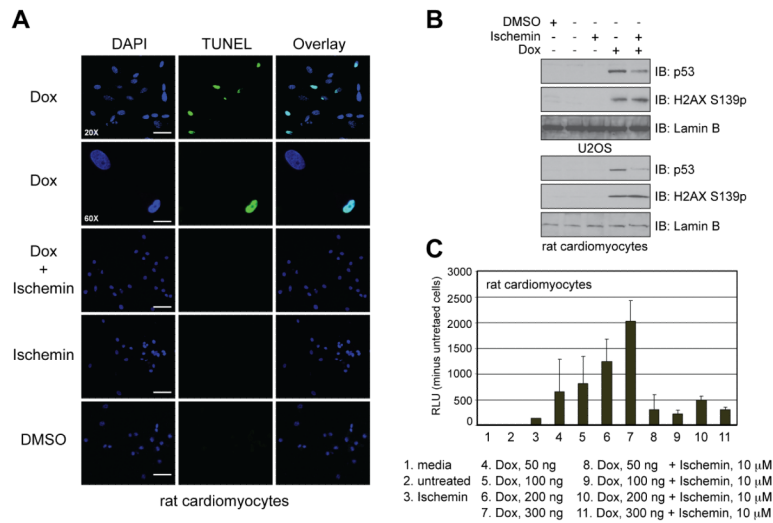 A
DAPI TUNEL Overlay
Dox
20X
Dox
60X
Dox
+
Ischemin
Ischemin
DMSO
rat cardiomyocytes
B
DMSO + - - - -
Ischemin - - + - +
Dox - - - + +
IB: p53
IB: H2AX S139p
IB: Lamin B
U2OS
IB: p53
IB: H2AX S139p
IB: Lamin B
rat cardiomyocytes
C
RLU (minus untretaed cells)
3000
2500
2000
1500
1000
500
rat cardiomyocytes
1 2 3 4 5 6 7 8 9 10 11
1. media 4. Dox, 50 ng 8. Dox, 50 ng + Ischemin, 10 μM
2. untreated 5. Dox, 100 ng 9. Dox, 100 ng + Ischemin, 10 μM
3. Ischemin 6. Dox, 200 ng 10. Dox, 200 ng + Ischemin, 10 μM
7. Dox, 300 ng 11. Dox, 300 ng + Ischemin, 10 μM